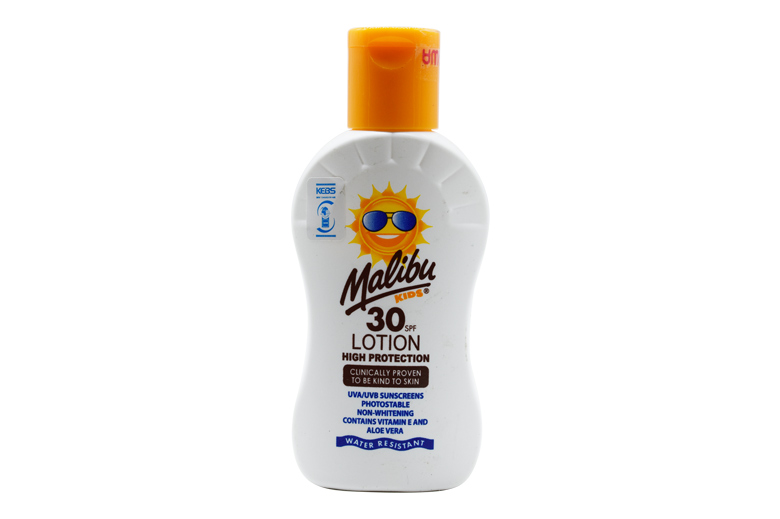 KEBS
Malibu
KIDS®
30 SPF
LOTION
HIGH PROTECTION
CLINICALLY PROVEN
TO BE KIND TO SKIN
UVA/UVB SUNSCREENS
PHOTOSTABLE
NON-WHITENING
CONTAINS VITAMIN E AND
ALOE VERA
WATER RESISTANT